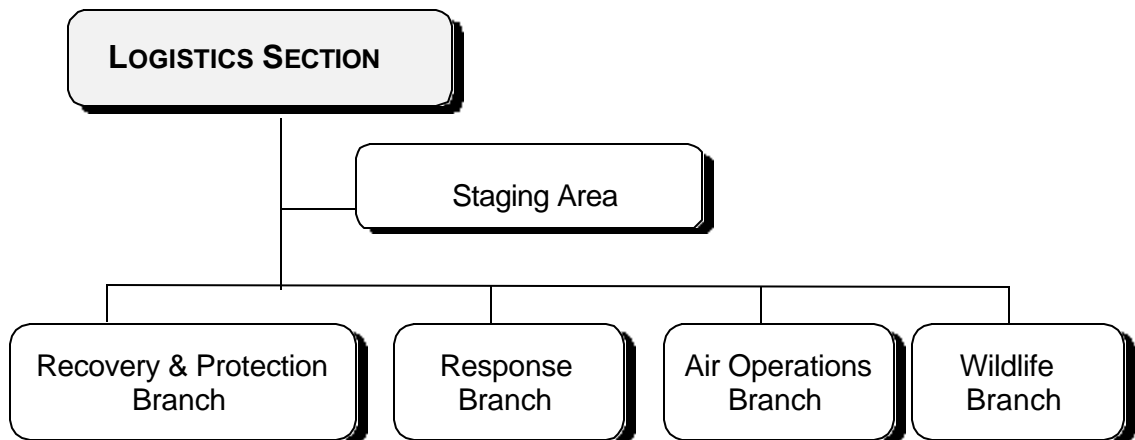 LOGISTICS SECTION
Staging Area
Recovery & Protection
Branch
Response
Branch
Air Operations
Branch
Wildlife
Branch